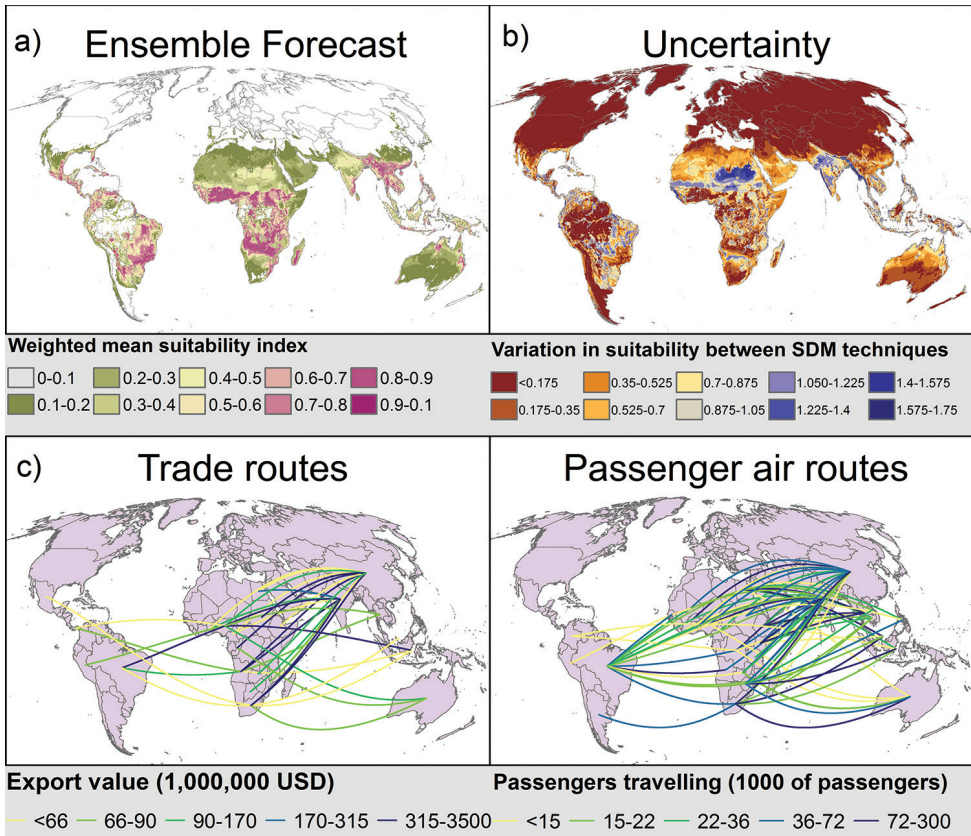 a) Ensemble Forecast
b) Uncertainty
Weighted mean suitability index
0-0.1 0.2-0.3 0.4-0.5 0.6-0.7 0.8-0.9
0.1-0.2 0.3-0.4 0.5-0.6 0.7-0.8 0.9-0.1
Variation in suitability between SDM techniques
<0.175 0.35-0.525 0.7-0.875 1.050-1.225 1.4-1.575
0.175-0.35 0.525-0.7 0.875-1.05 1.225-1.4 1.575-1.75
c) Trade routes
Passenger air routes
Export value (1,000,000 USD)
<66 66-90 90-170 170-315 315-3500
Passengers travelling (1000 of passengers)
<15 15-22 22-36 36-72 72-300